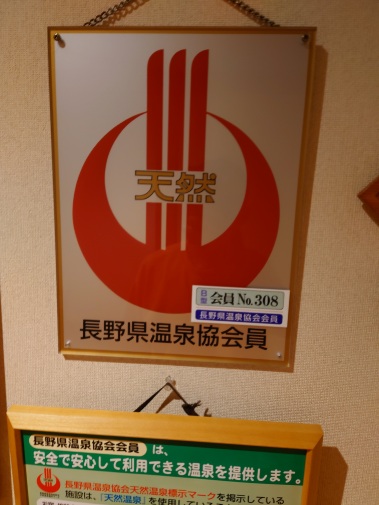 天然
会員 No.308
長野県温泉協会会員
長野県温泉協会員
長野県温泉協会会員 は、
安全で安心して利用できる温泉を提供します。
長野県温泉協会天然温泉標示マークを掲示している
施設は、「天然温泉」を使用している